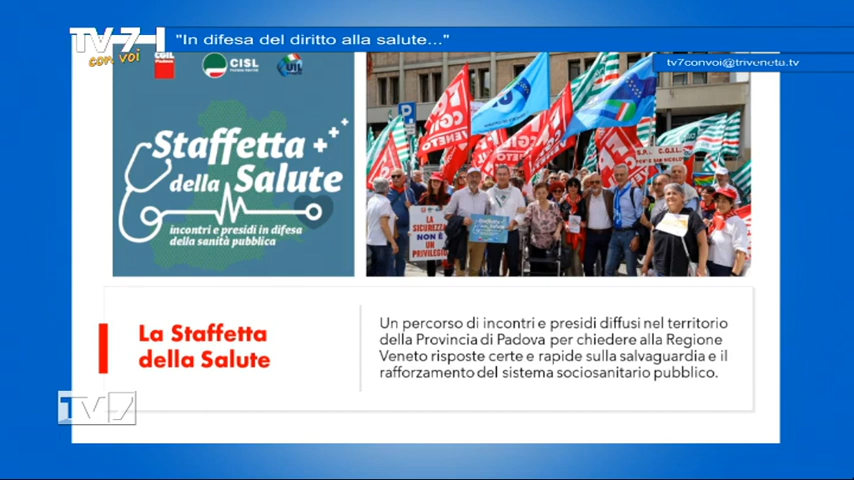 TV7
con voi
"In difesa del diritto alla salute..."
tv7convoi@triveneta.tv
CGIL
Padova
CISL
UIL
Staffetta
della Salute
incontri e presidi in difesa
della sanità pubblica
CGIL
VENETO
LA
SICUREZZA
NON È
UN
PRIVILEGIO
La Staffetta
della Salute
Un percorso di incontri e presidi diffusi nel territorio
della Provincia di Padova per chiedere alla Regione
Veneto risposte certe e rapide sulla salvaguardia e il
rafforzamento del sistema sociosanitario pubblico.
TV7